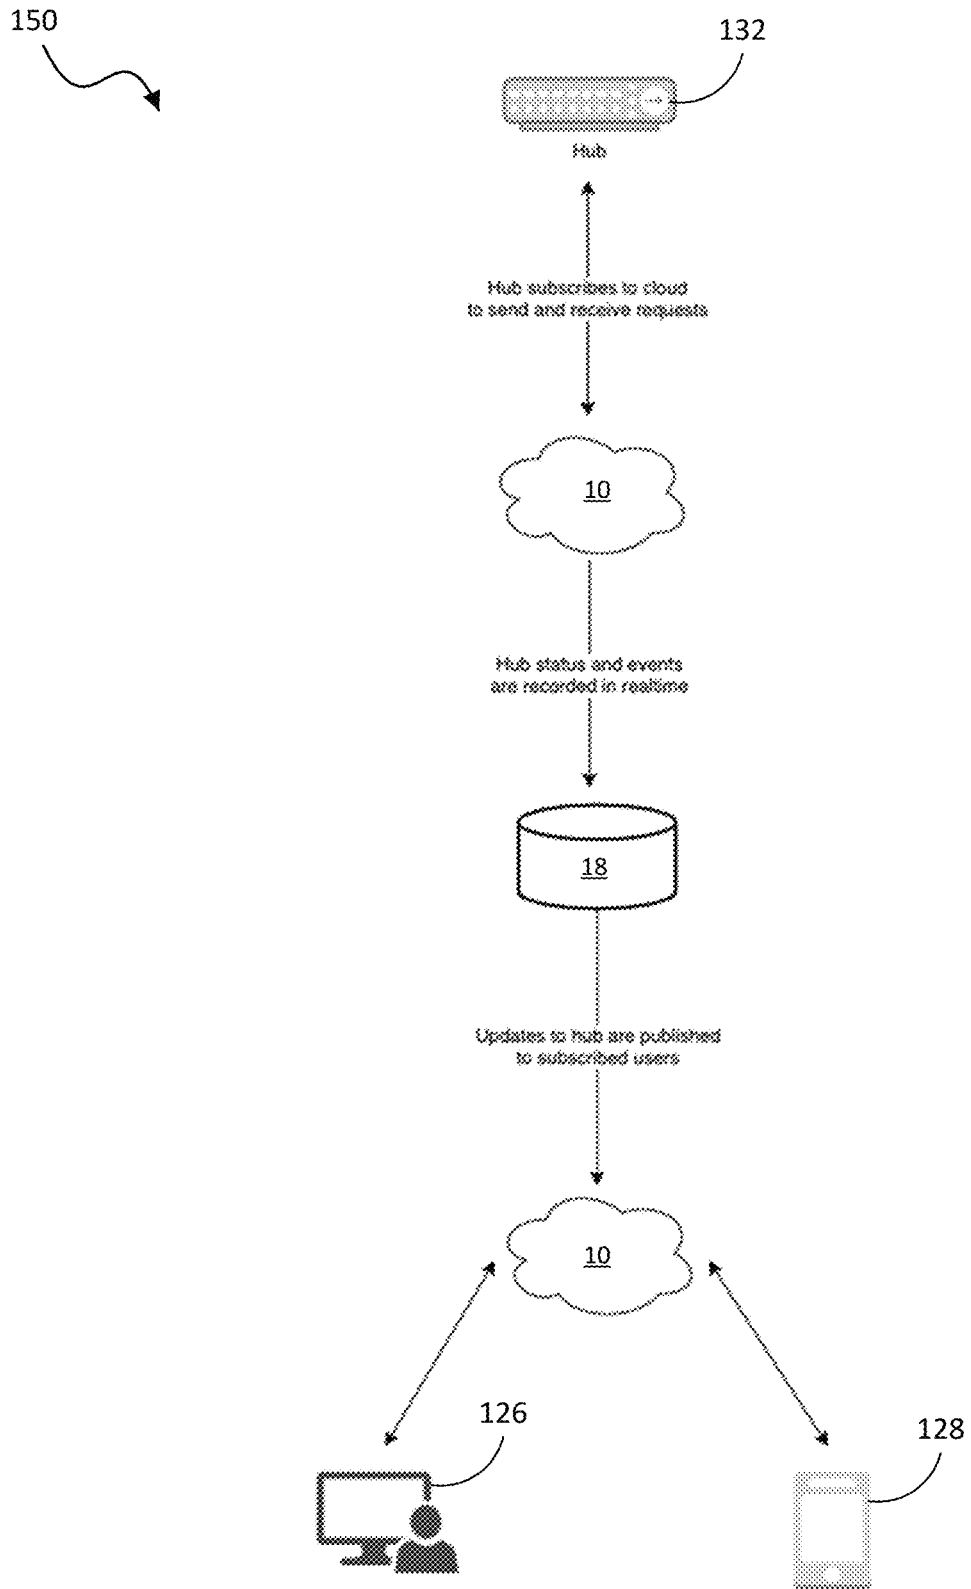 150
132
Hub
Hub subscribes to cloud
to send and receive requests
10
Hub status and events
are recorded in realtime
18
Updates to hub are published
to subscribed users
10
126
128